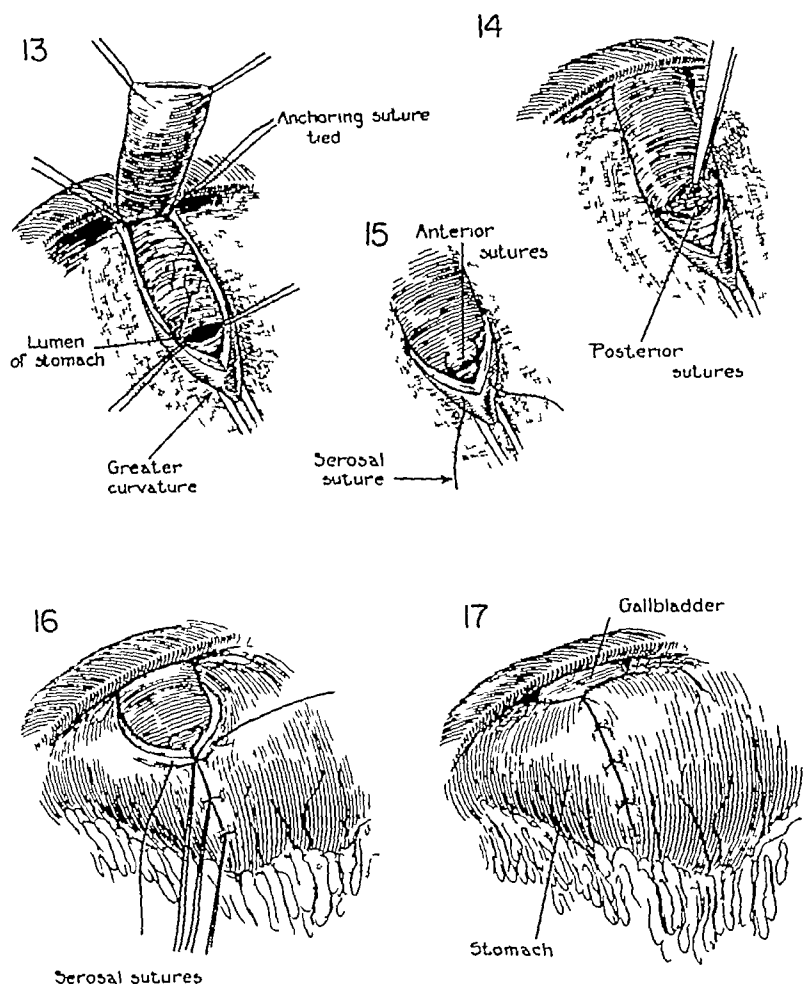 13
Anchoring suture
tied
Lumen
of stomach
Greater
curvature
14
Posterior
sutures
15
Anterior
sutures
Serosal
suture
16
Serosal sutures
17
Gallbladder
Stomach